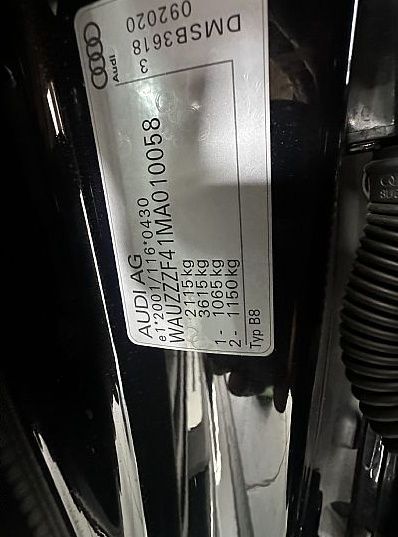 Audi
3
DMSB3618
092020
AUDI AG
e1*2001/116*0430
WAUZZZF41MA010058
2115 kg
3615 kg
1- 1065 kg
2- 1150 kg
Typ B8